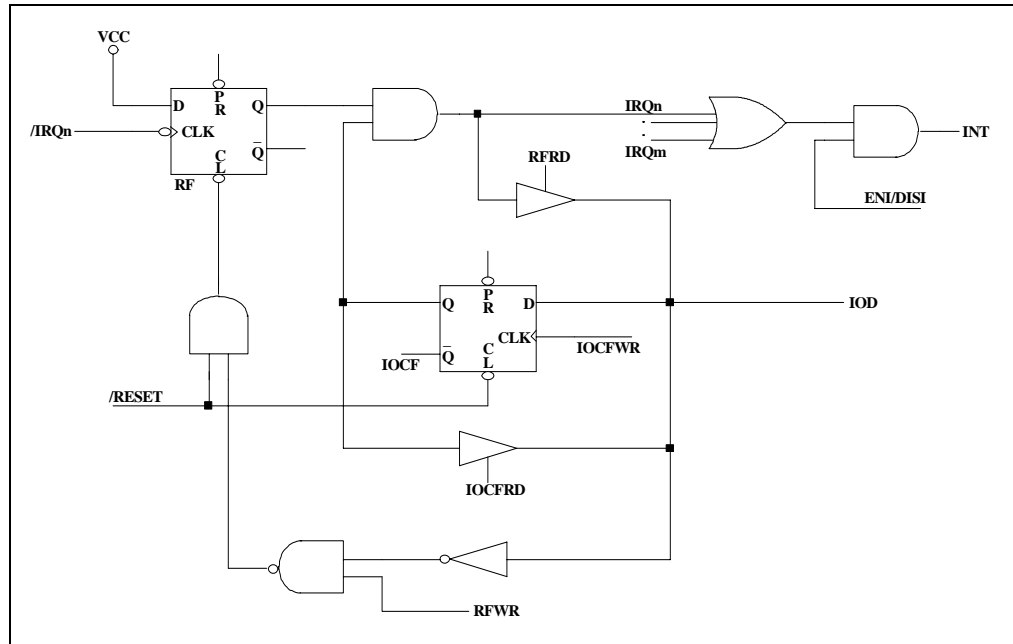 VCC
D
P
R
Q
/IRQn
CLK
C
L
Q
RF
IRQn
:
IRQm
INT
RFRD
ENI/DISI
Q
P
R
D
IOD
CLK
IOCFWR
IOCF
Q
C
L
/RESET
IOCFRD
RFWR